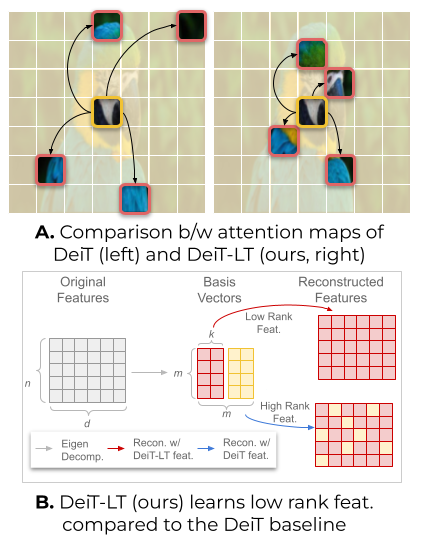 A. Comparison b/w attention maps of
DeiT (left) and DeiT-LT (ours, right)
Original
Features
Basis
Vectors
Reconstructed
Features
Low Rank
Feat.
k
n
m
d
m
High Rank
Feat.
Eigen
Decomp.
Recon. w/
DeiT-LT feat.
Recon. w/
DeiT feat.
B. DeiT-LT (ours) learns low rank feat.
compared to the DeiT baseline